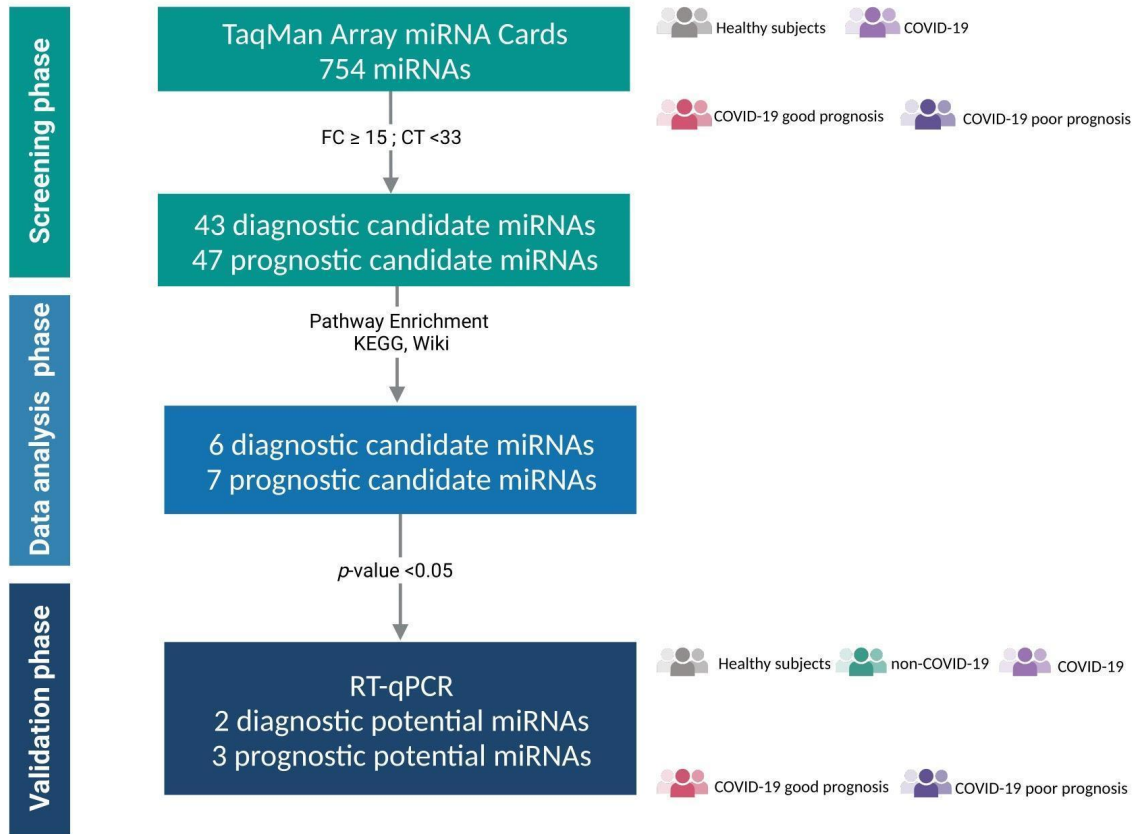 Screening phase
TaqMan Array miRNA Cards
754 miRNAs
Healthy subjects
COVID-19
COVID-19 good prognosis
COVID-19 poor prognosis
FC ≥ 15 ; CT <33
43 diagnostic candidate miRNAs
47 prognostic candidate miRNAs
Data analysis phase
Pathway Enrichment
KEGG, Wiki
6 diagnostic candidate miRNAs
7 prognostic candidate miRNAs
p-value <0.05
Validation phase
RT-qPCR
2 diagnostic potential miRNAs
3 prognostic potential miRNAs
Healthy subjects
non-COVID-19
COVID-19
COVID-19 good prognosis
COVID-19 poor prognosis